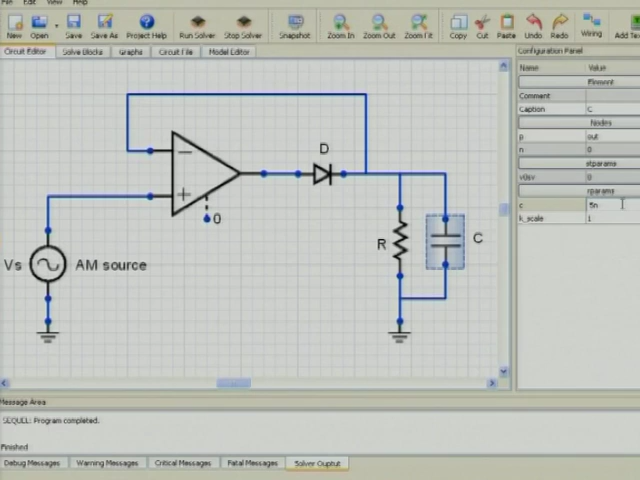 File Edit View Help
New Open Save Save As Project Help Run Solver Stop Solver Snapshot Zoom In Zoom Out Zoom Fit Copy Cut Paste Undo Redo Wiring Add Te
Circuit Editor Solve Blocks Graphs Circuit File Model Editor
Configuration Panel
Name Value
Element
Comment
Caption C
Nodes
p out
n 0
stparams
v0sv 0
rparams
c 5n
k_scale 1
D
0
R
C
Vs AM source
Message Area
SEQUEL: Program completed.
Finished
Debug Messages Warning Messages Critical Messages Fatal Messages Solver Ouptut